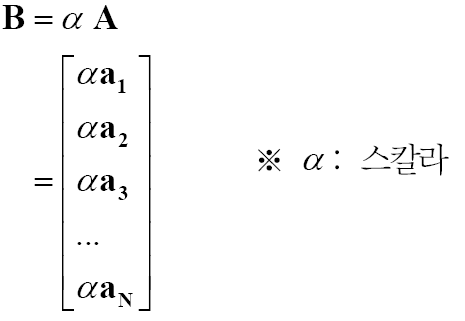 B = α A
αa₁
αa₂
= αa₃ ※ α : 스칼라
...
αa_N